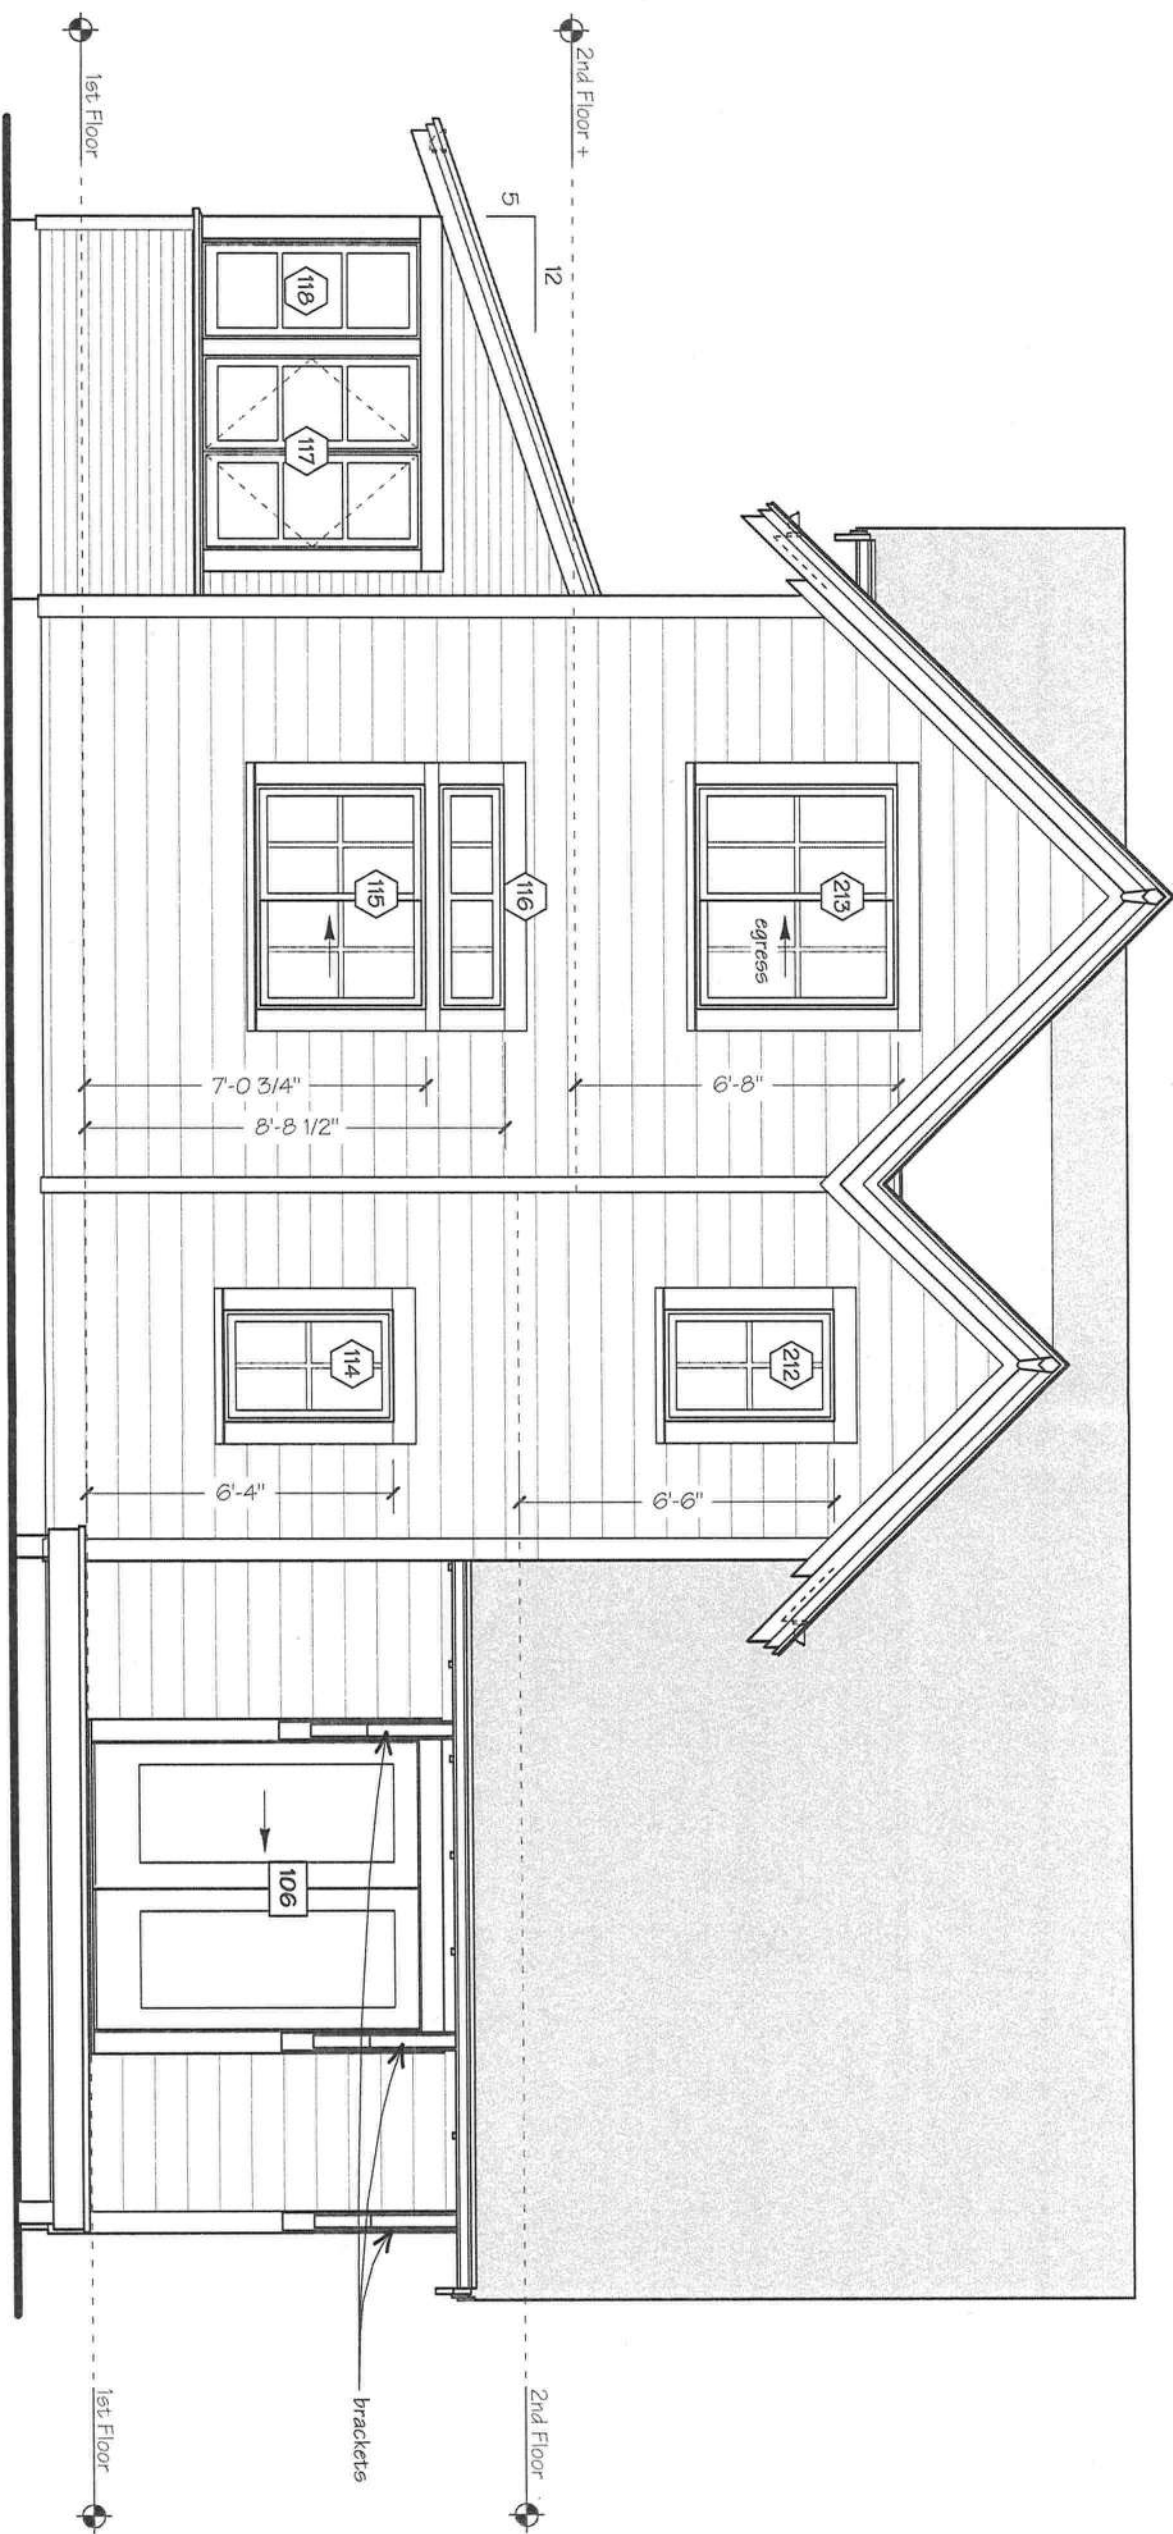 2nd Floor +
1st Floor
5
12
118
117
213
egress
116
115
6'-8"
7'-0 3/4"
8'-8 1/2"
212
114
6'-6"
6'-4"
106
brackets
2nd Floor
1st Floor